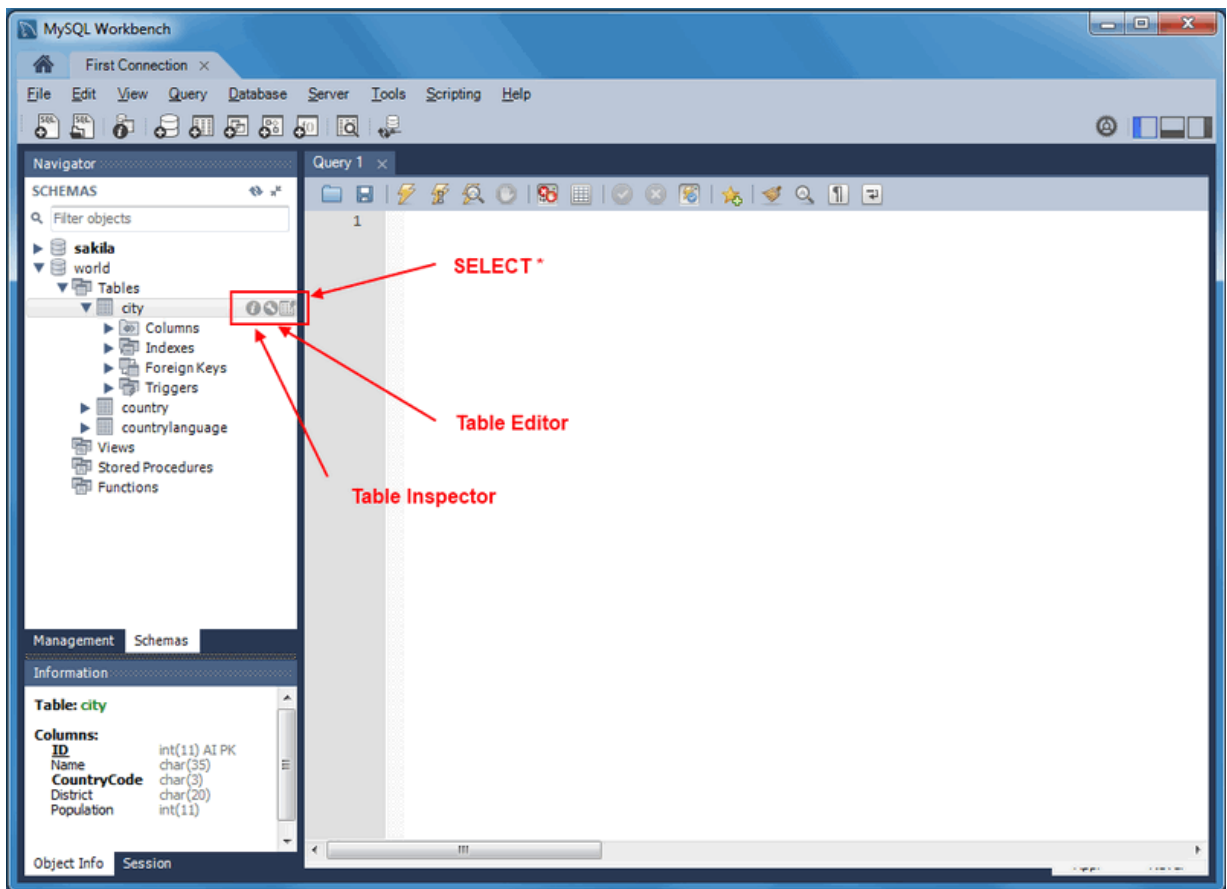 MySQL Workbench
First Connection
File Edit View Query Database Server Tools Scripting Help
Navigator
Query 1
SCHEMAS
Filter objects
1
sakila
world
SELECT *
Tables
city
Columns
Indexes
Foreign Keys
Triggers
country
Table Editor
countrylanguage
Views
Stored Procedures
Functions
Table Inspector
Management Schemas
Information
Table: city
Columns:
ID int(11) AI PK
Name char(35)
CountryCode char(3)
District char(20)
Population int(11)
Object Info Session